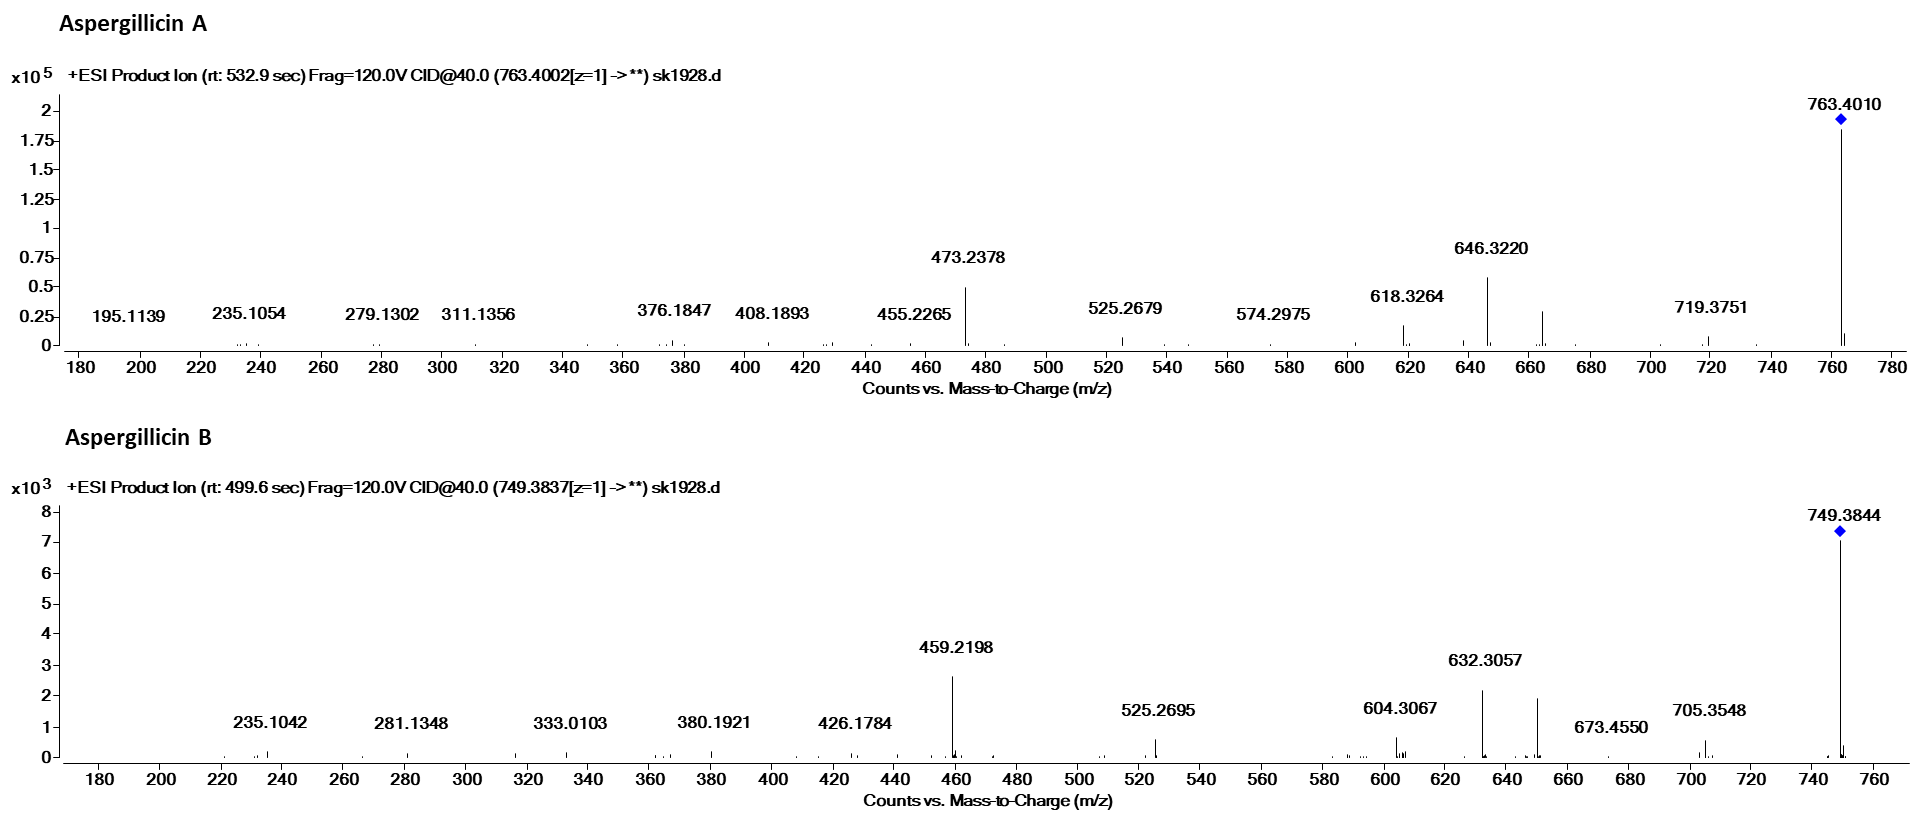 Aspergillicin A
x10 5 +ESI Product Ion (rt: 532.9 sec) Frag=120.0V CID@40.0 (763.4002[z=1] -> **) sk1928.d
2
763.4010
1.75
1.5
1.25
1
0.75
473.2378
646.3220
0.5
618.3264
0.25
195.1139 235.1054 279.1302 311.1356 376.1847 408.1893 455.2265 525.2679 574.2975 719.3751
0
180 200 220 240 260 280 300 320 340 360 380 400 420 440 460 480 500 520 540 560 580 600 620 640 660 680 700 720 740 760 780
Counts vs. Mass-to-Charge (m/z)
Aspergillicin B
x10 3 +ESI Product Ion (rt: 499.6 sec) Frag=120.0V CID@40.0 (749.3837[z=1] -> **) sk1928.d
8
749.3844
7
6
5
4
459.2198
632.3057
3
2
235.1042 281.1348 333.0103 380.1921 426.1784 525.2695 604.3067 673.4550 705.3548
1
0
180 200 220 240 260 280 300 320 340 360 380 400 420 440 460 480 500 520 540 560 580 600 620 640 660 680 700 720 740 760
Counts vs. Mass-to-Charge (m/z)